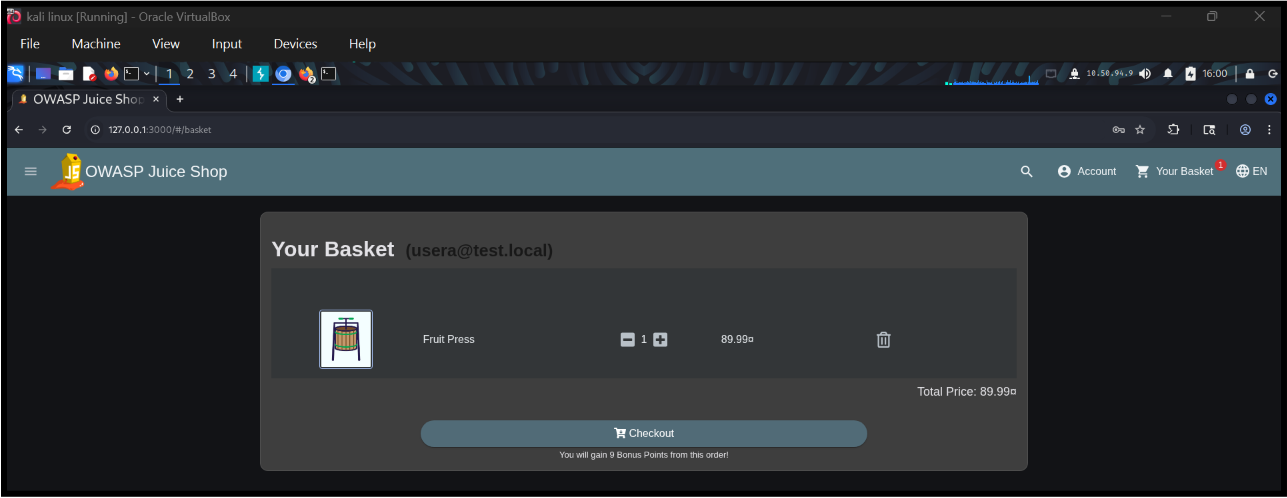 kali linux [Running] - Oracle VirtualBox
File Machine View Input Devices Help
1 2 3 4 2 10.50.94.9 16:00
OWASP Juice Shop
127.0.0.1:3000/#/basket
JS OWASP Juice Shop Account Your Basket 1 EN
Your Basket (usera@test.local)
Fruit Press 1 89.99¤
Total Price: 89.99¤
Checkout
You will gain 9 Bonus Points from this order!